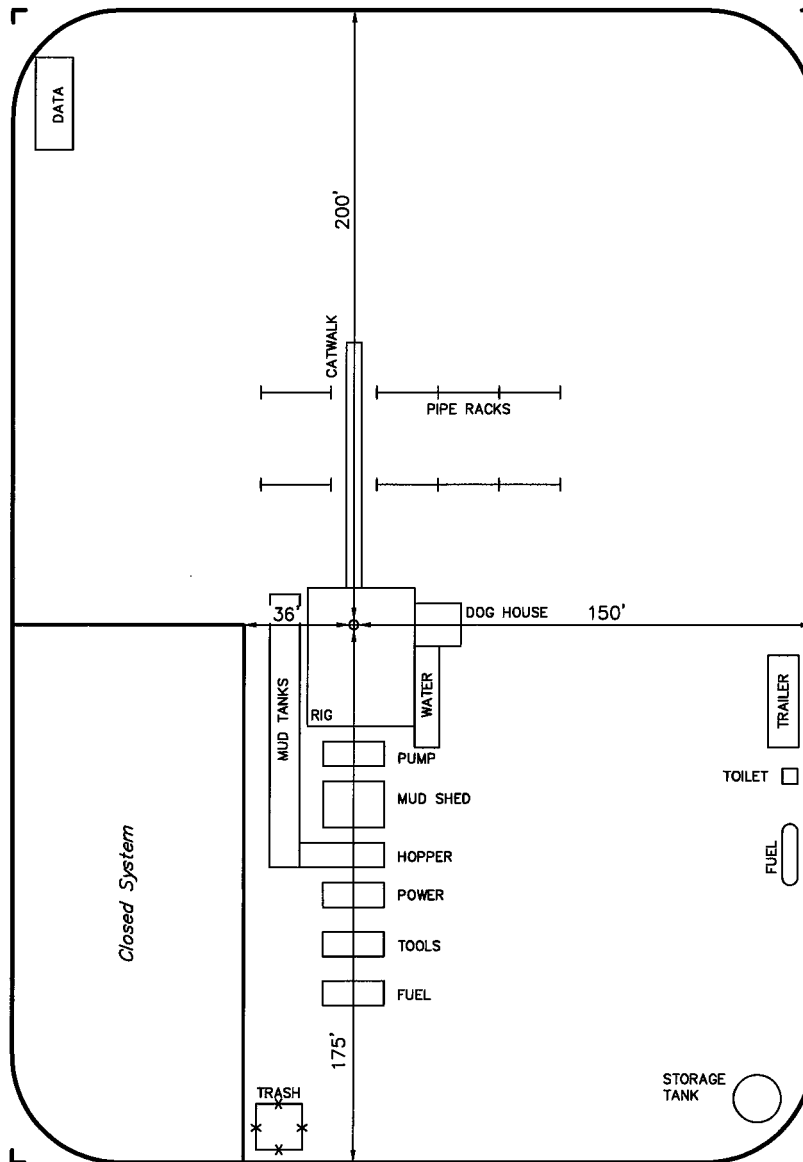 DATA
200'
CATWALK
PIPE RACKS
36'
DOG HOUSE
150'
MUD TANKS
RIG
WATER
TRAILER
PUMP
TOILET
MUD SHED
FUEL
HOPPER
Closed System
POWER
TOOLS
FUEL
175'
TRASH
STORAGE
TANK